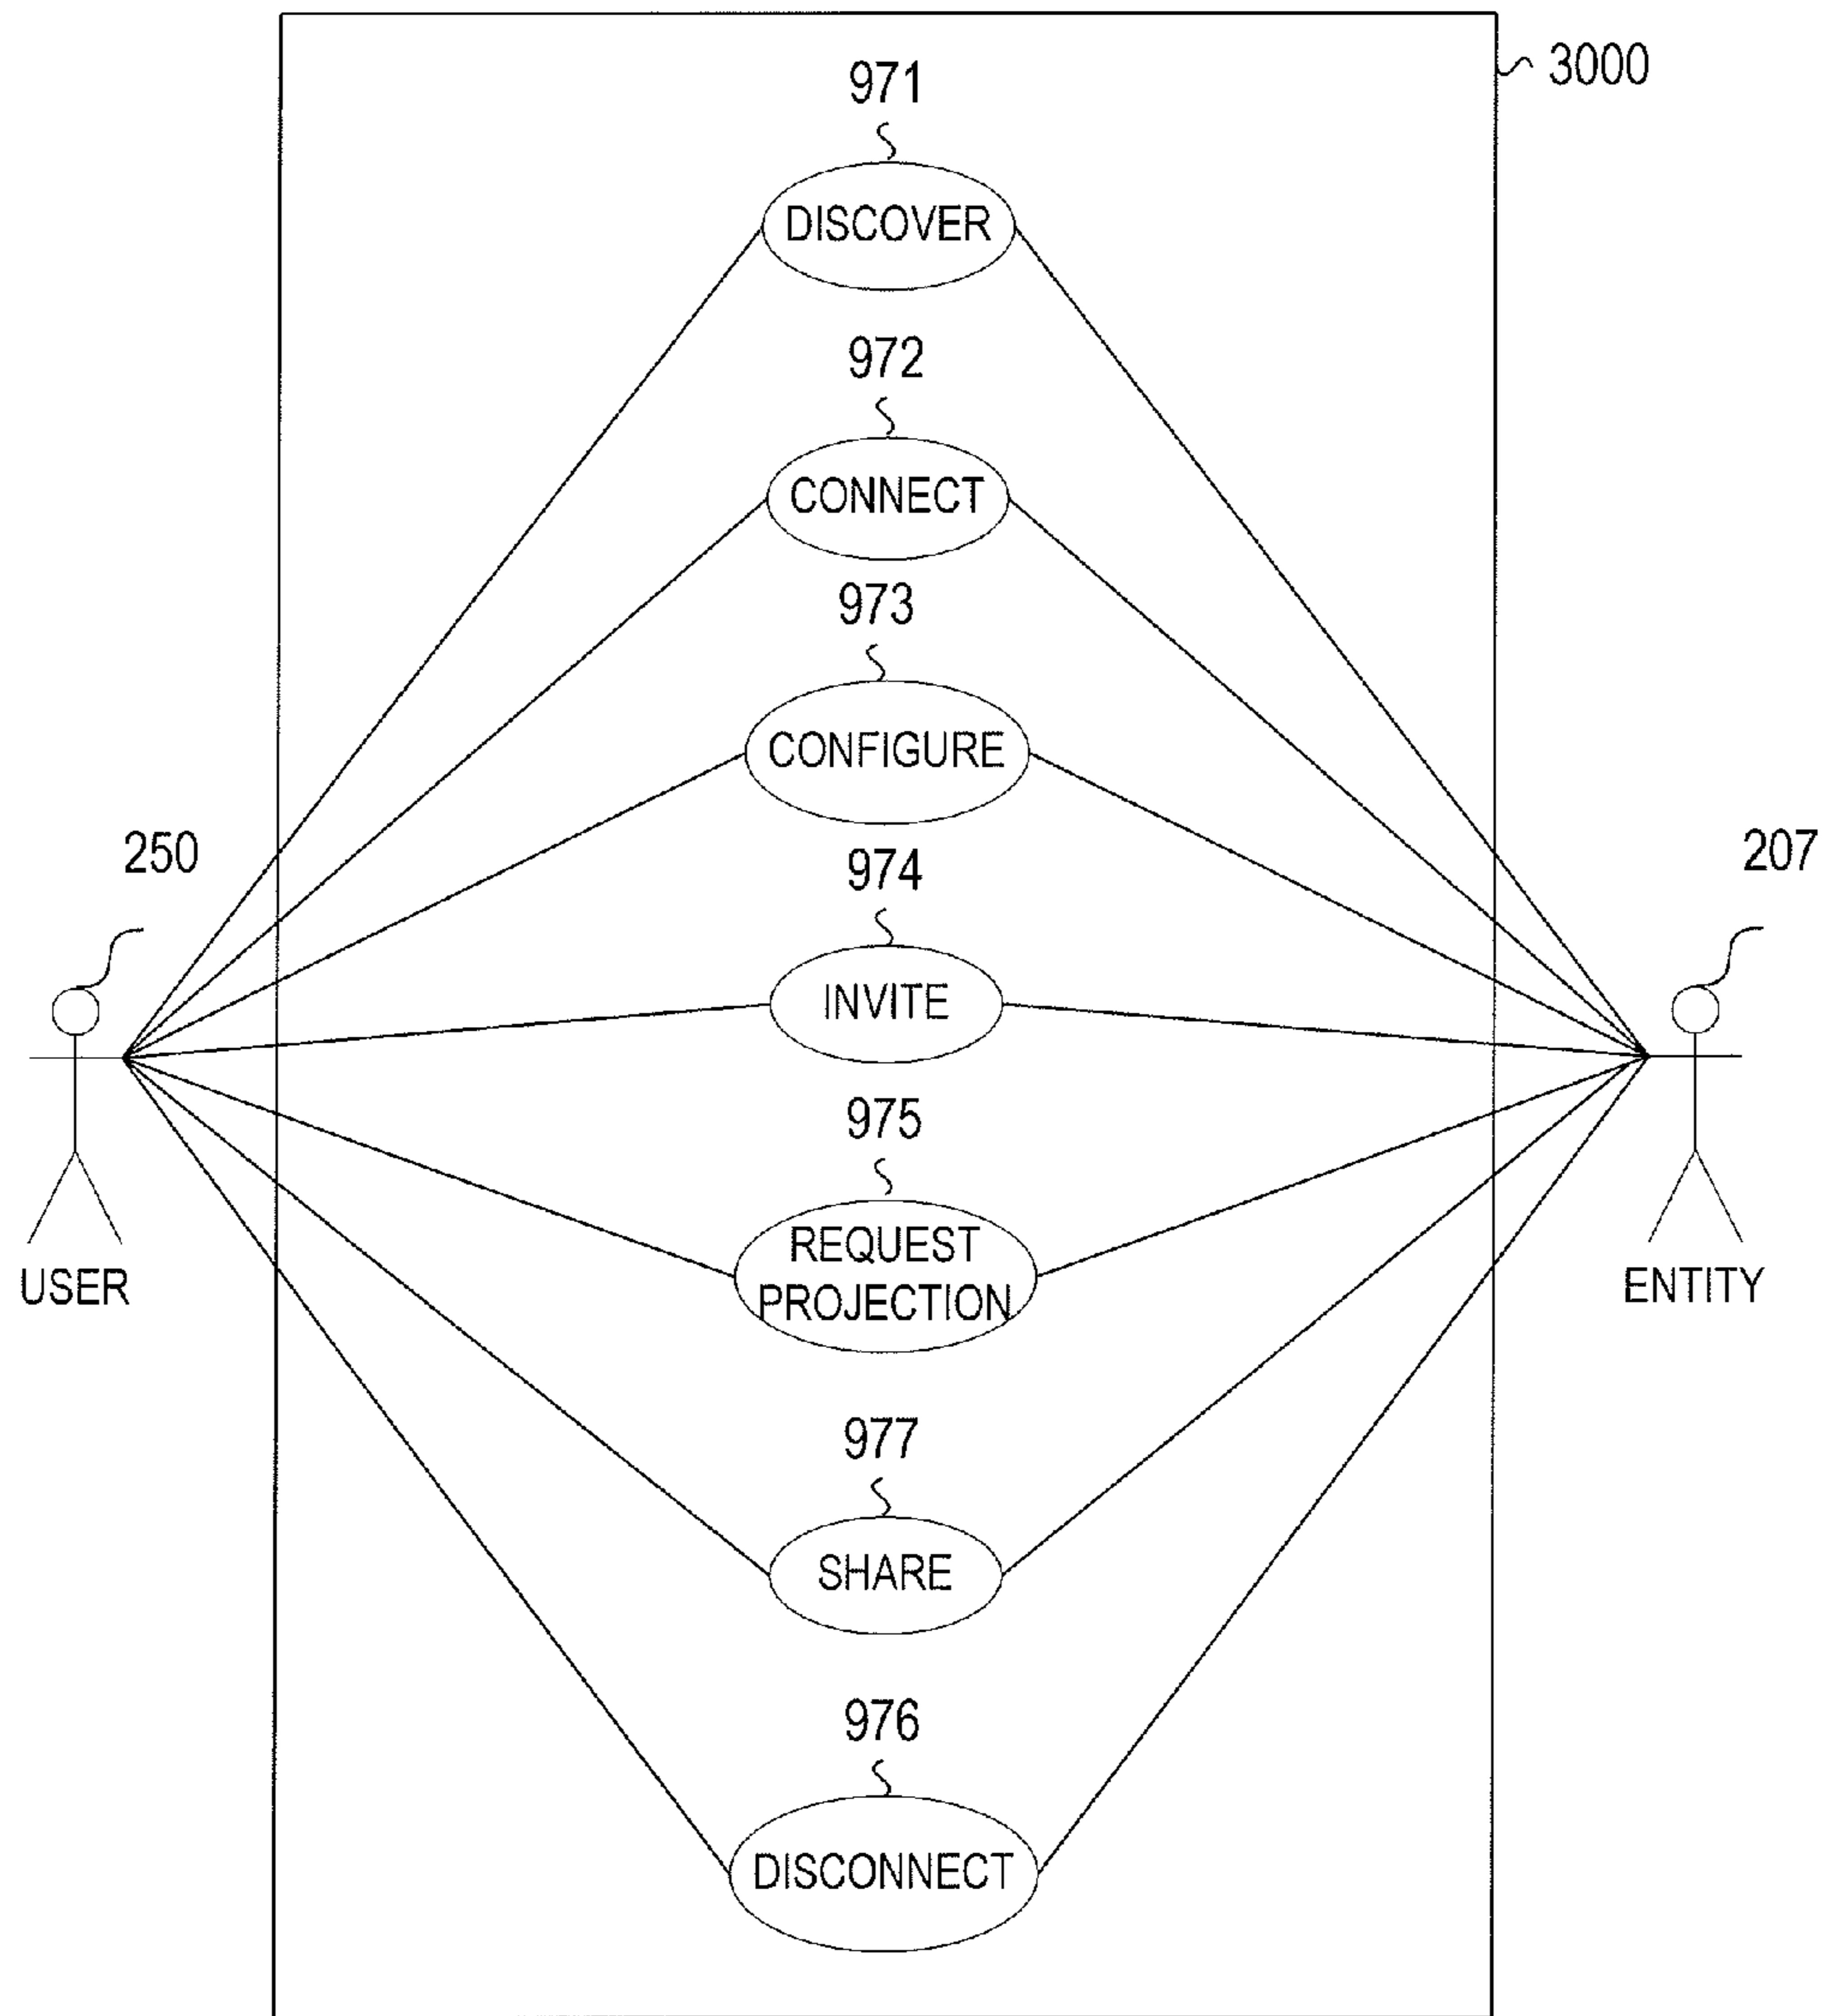 3000
971
DISCOVER
972
CONNECT
973
CONFIGURE
250
974
207
INVITE
975
REQUEST
PROJECTION
USER
ENTITY
977
SHARE
976
DISCONNECT